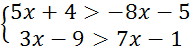 5x + 4 > -8x - 5
3x - 9 > 7x - 1